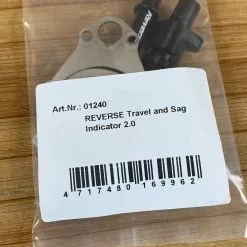 Art.Nr.: 01240
REVERSE Travel and Sag
Indicator 2.0
4 717480 169962